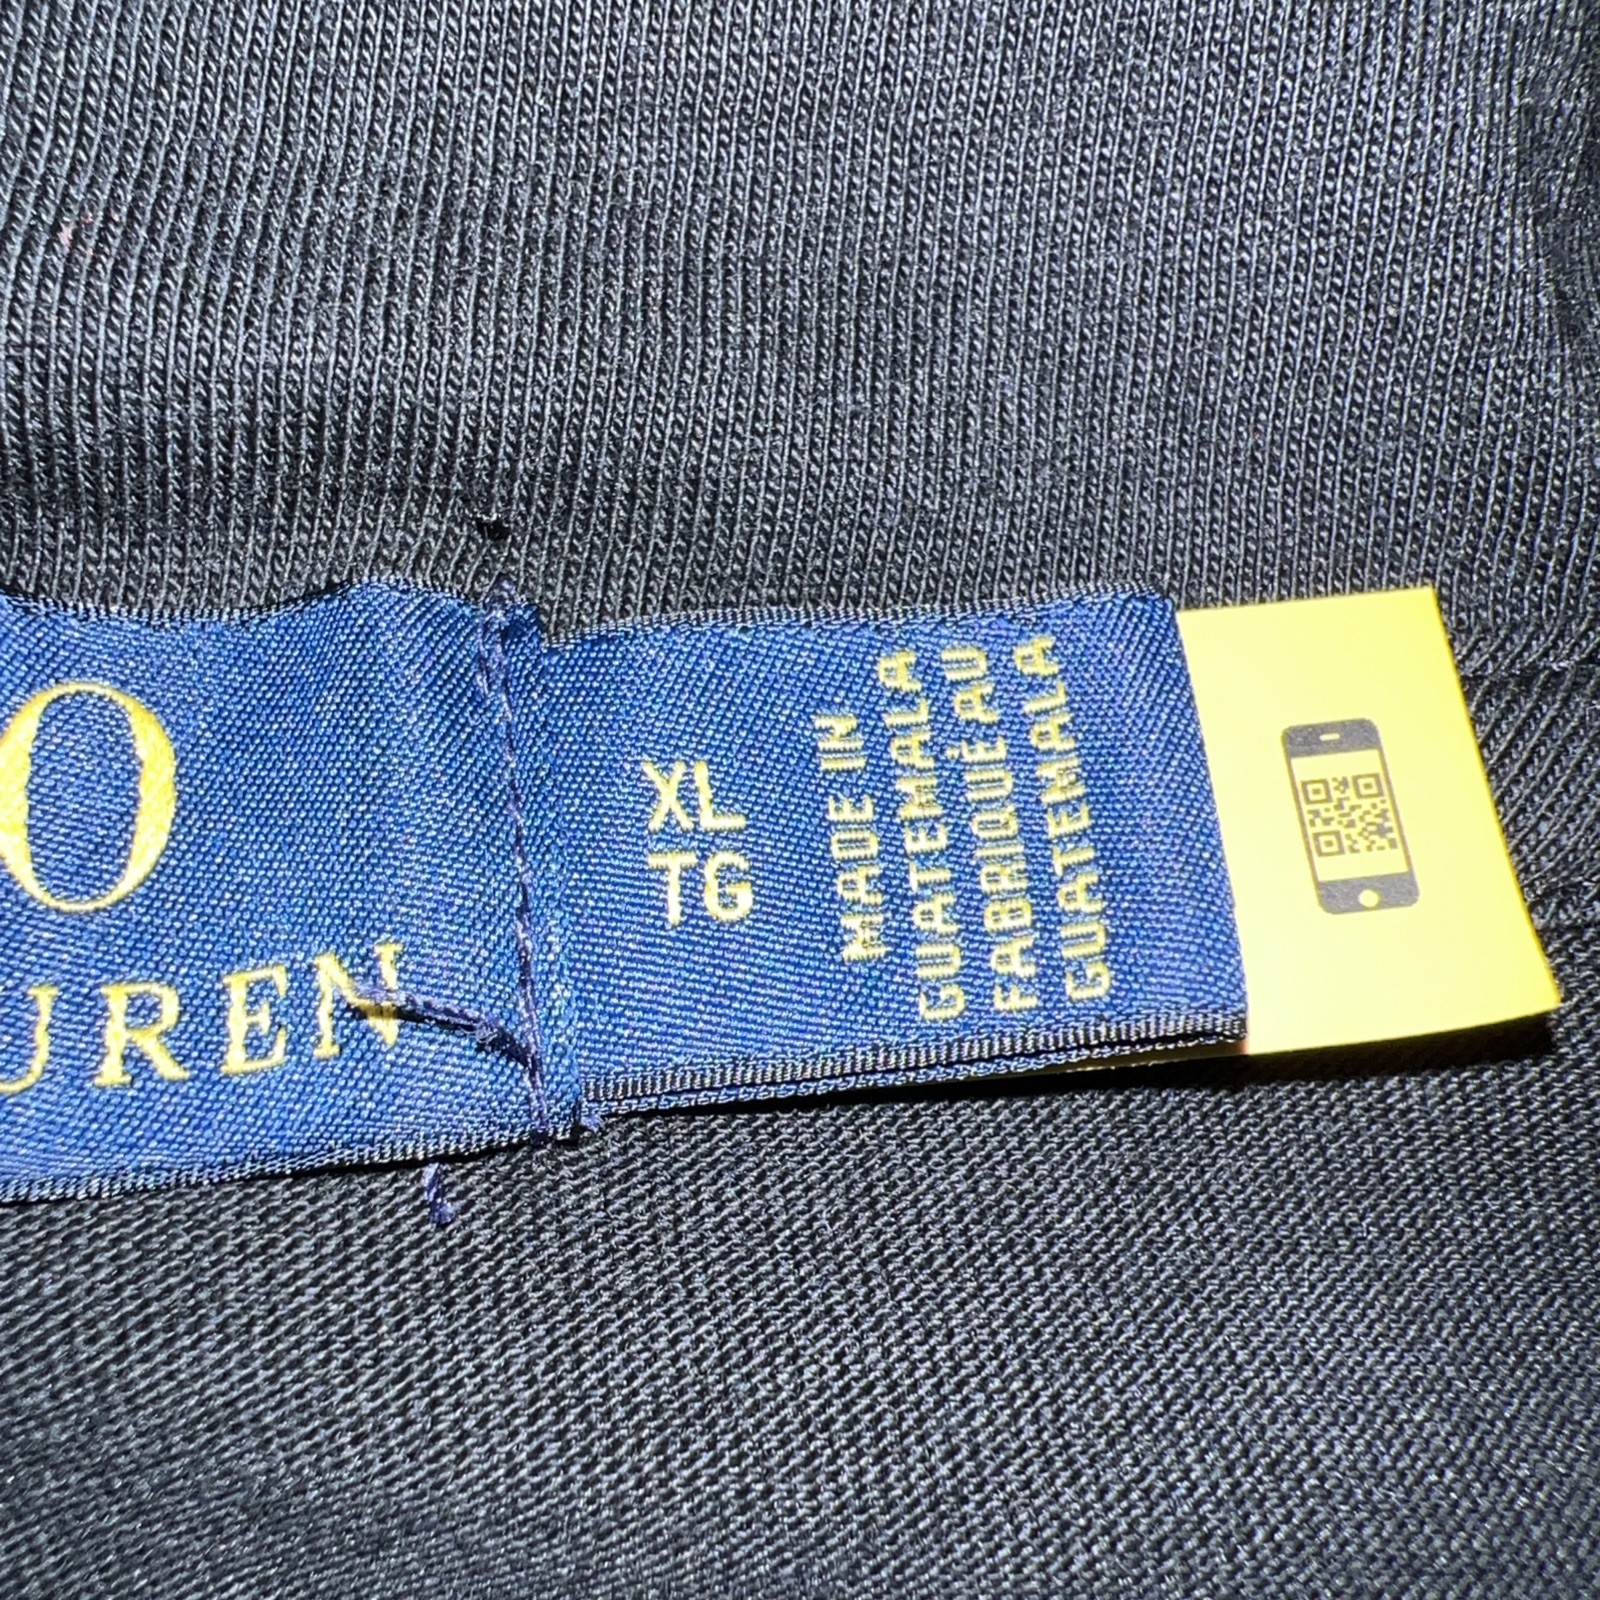 O
UREN
XL
TG
MADE IN
GUATEMALA
FABRIQUÉ AU
GUATEMALA